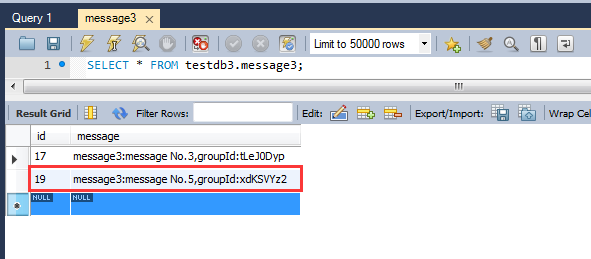 Query 1 message3 ×
Limit to 50000 rows
1 SELECT * FROM testdb3.message3;
Result Grid Filter Rows: Edit: Export/Import: Wrap Cel
id message
17 message3:message No.3,groupId:tLeJ0Dyp
19 message3:message No.5,groupId:xdKSVYz2
NULL NULL